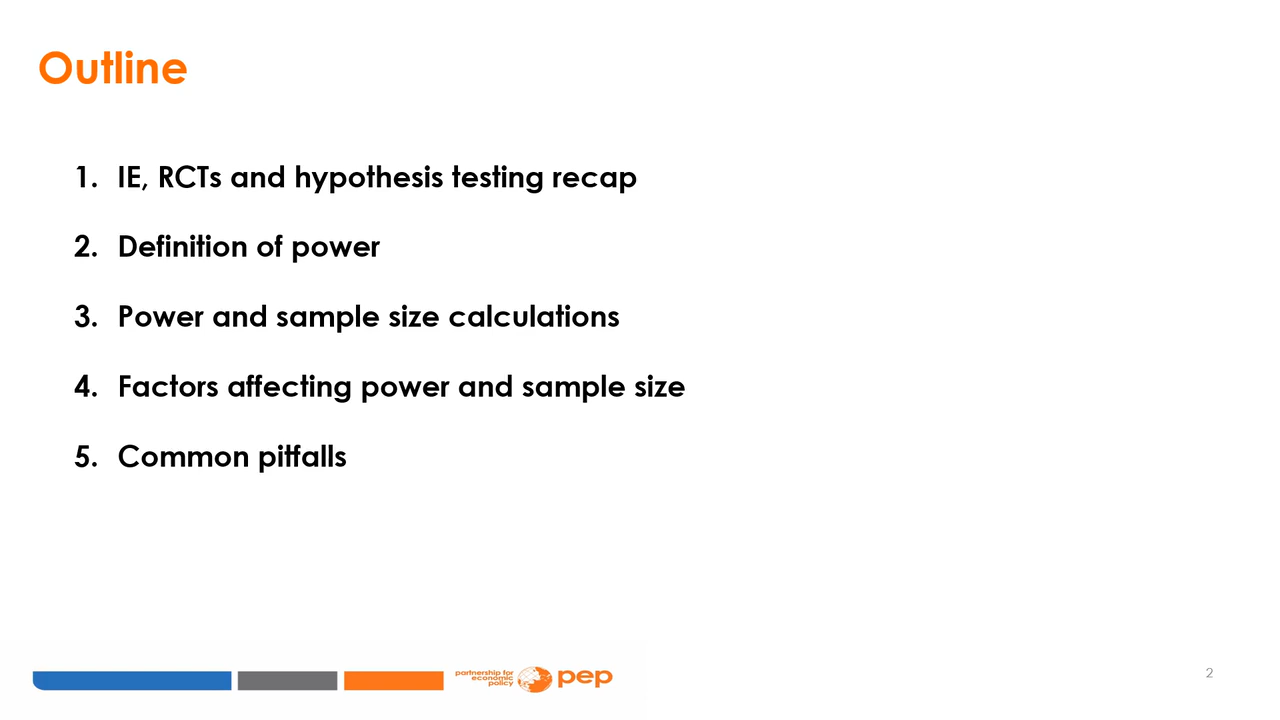 Outline
1. IE, RCTs and hypothesis testing recap
2. Definition of power
3. Power and sample size calculations
4. Factors affecting power and sample size
5. Common pitfalls
partnership for
economic
policy
pep
2